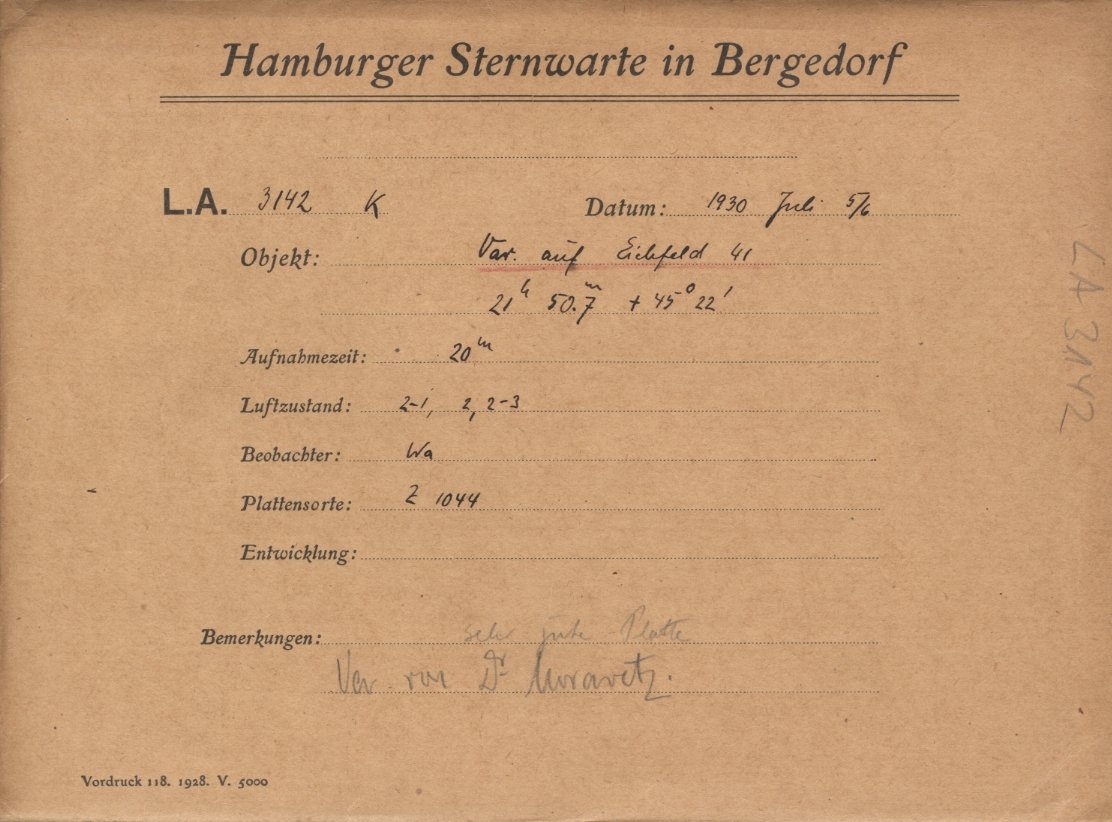 Hamburger Sternwarte in Bergedorf
L.A. 3142 K Datum: 1930 Juli 5/6
Objekt: Var. auf Eichfeld 41
21h 50.7m + 45° 22'
Aufnahmezeit: 20m
Luftzustand: 2-1, 2, 2-3
Beobachter: Wa
Plattensorte: Z 1044
Entwicklung:
Bemerkungen: sehr gute Platte
Var von Dr Moravetz.
Vordruck 118. 1928. V. 5000
LA 3142